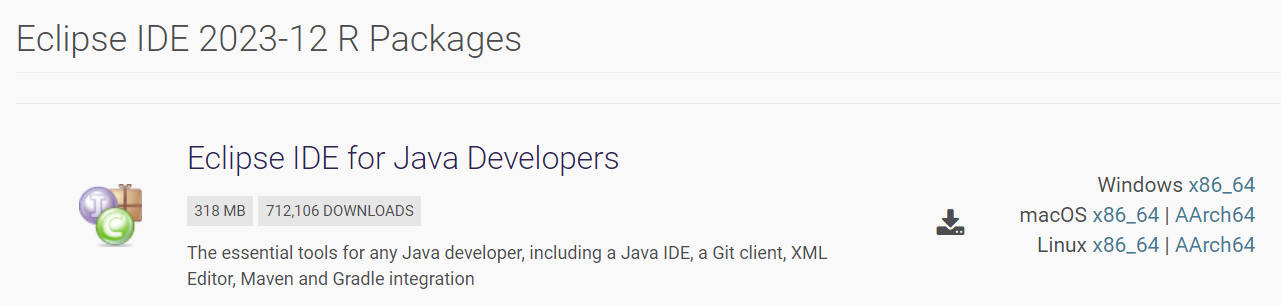 Eclipse IDE 2023-12 R Packages
Eclipse IDE for Java Developers
318 MB 712,106 DOWNLOADS
The essential tools for any Java developer, including a Java IDE, a Git client, XML
Editor, Maven and Gradle integration
Windows x86_64
macOS x86_64 | AArch64
Linux x86_64 | AArch64